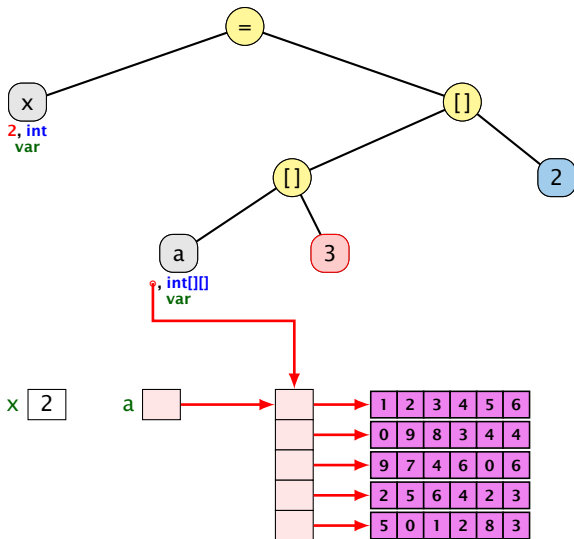 =
x
[]
2, int
var
[]
2
a
3
, int[][]
var
x 2 a
1 2 3 4 5 6
0 9 8 3 4 4
9 7 4 6 0 6
2 5 6 4 2 3
5 0 1 2 8 3